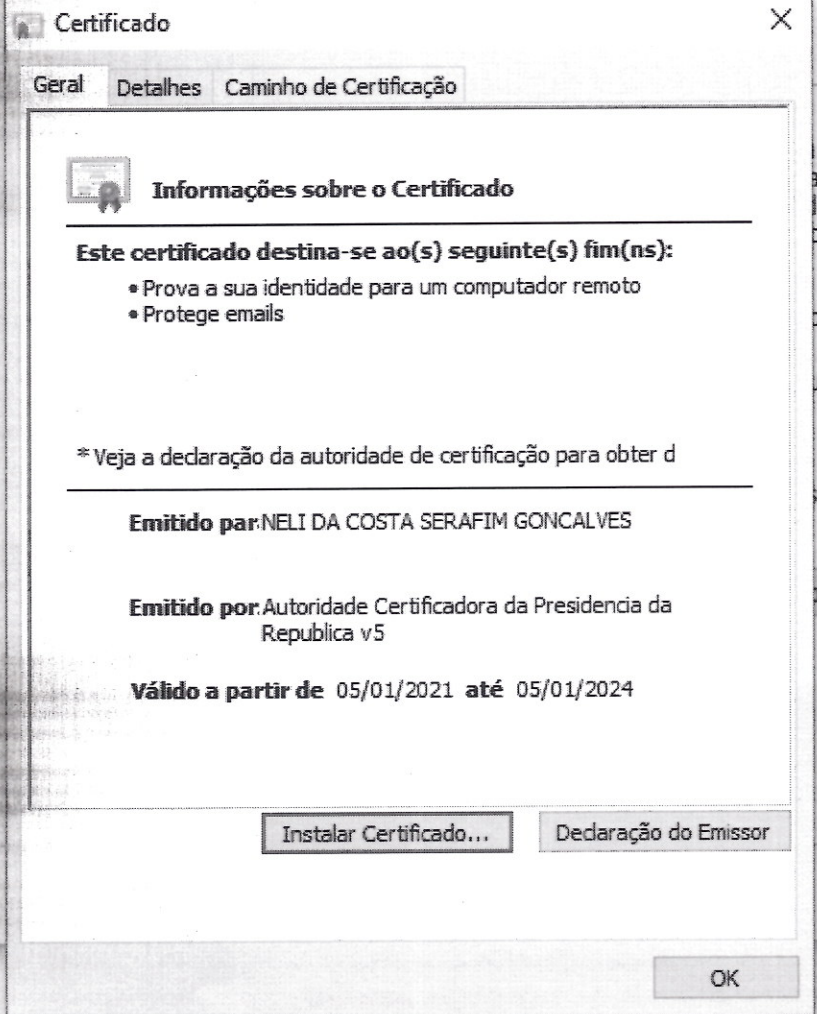 Certificado
Geral Detalhes Caminho de Certificação
Informações sobre o Certificado
Este certificado destina-se ao(s) seguinte(s) fim(ns):
• Prova a sua identidade para um computador remoto
• Protege emails
* Veja a declaração da autoridade de certificação para obter d
Emitido par NELI DA COSTA SERAFIM GONCALVES
Emitido por: Autoridade Certificadora da Presidencia da
Republica v5
Válido a partir de 05/01/2021 até 05/01/2024
Instalar Certificado... Declaração do Emissor
OK